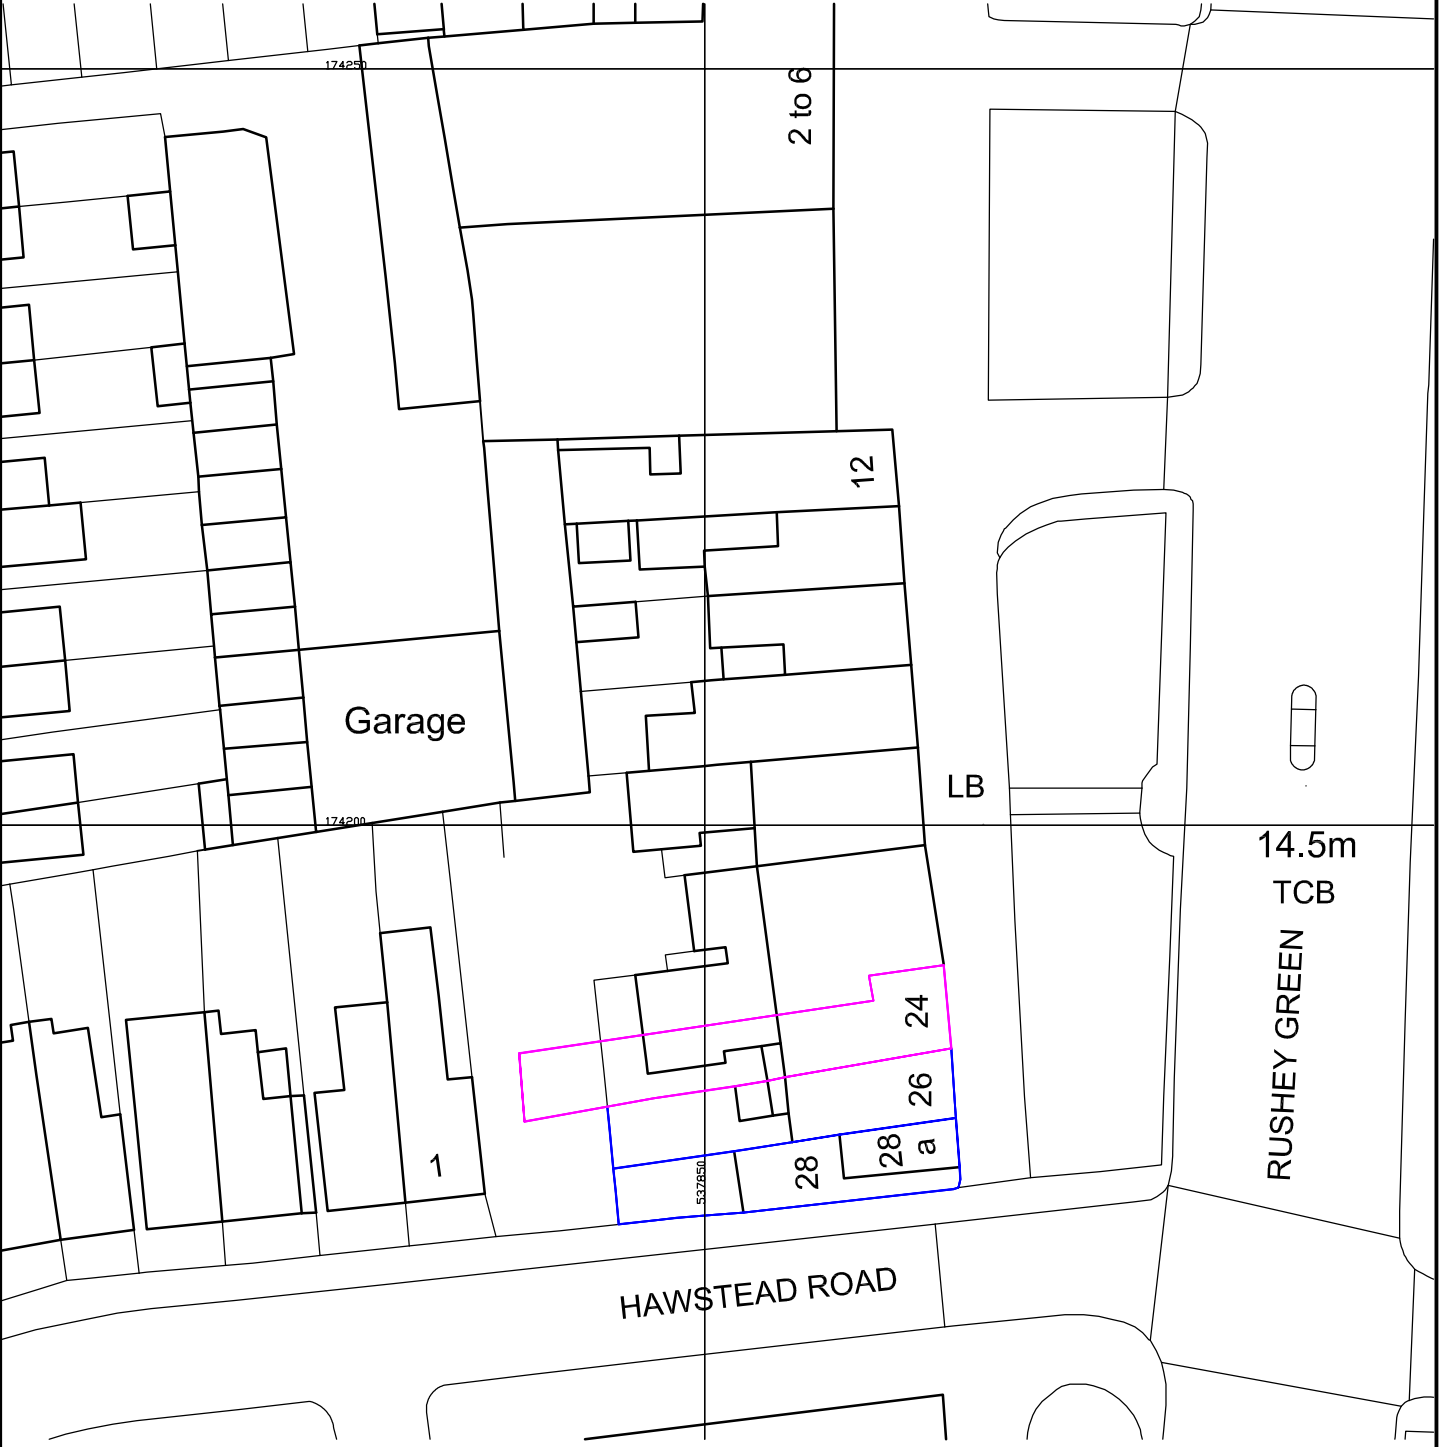 174250
2 to 6
12
Garage
LB
174200
14.5m
TCB
RUSHEY GREEN
24
26
28
a
28
537850
1
HAWSTEAD ROAD